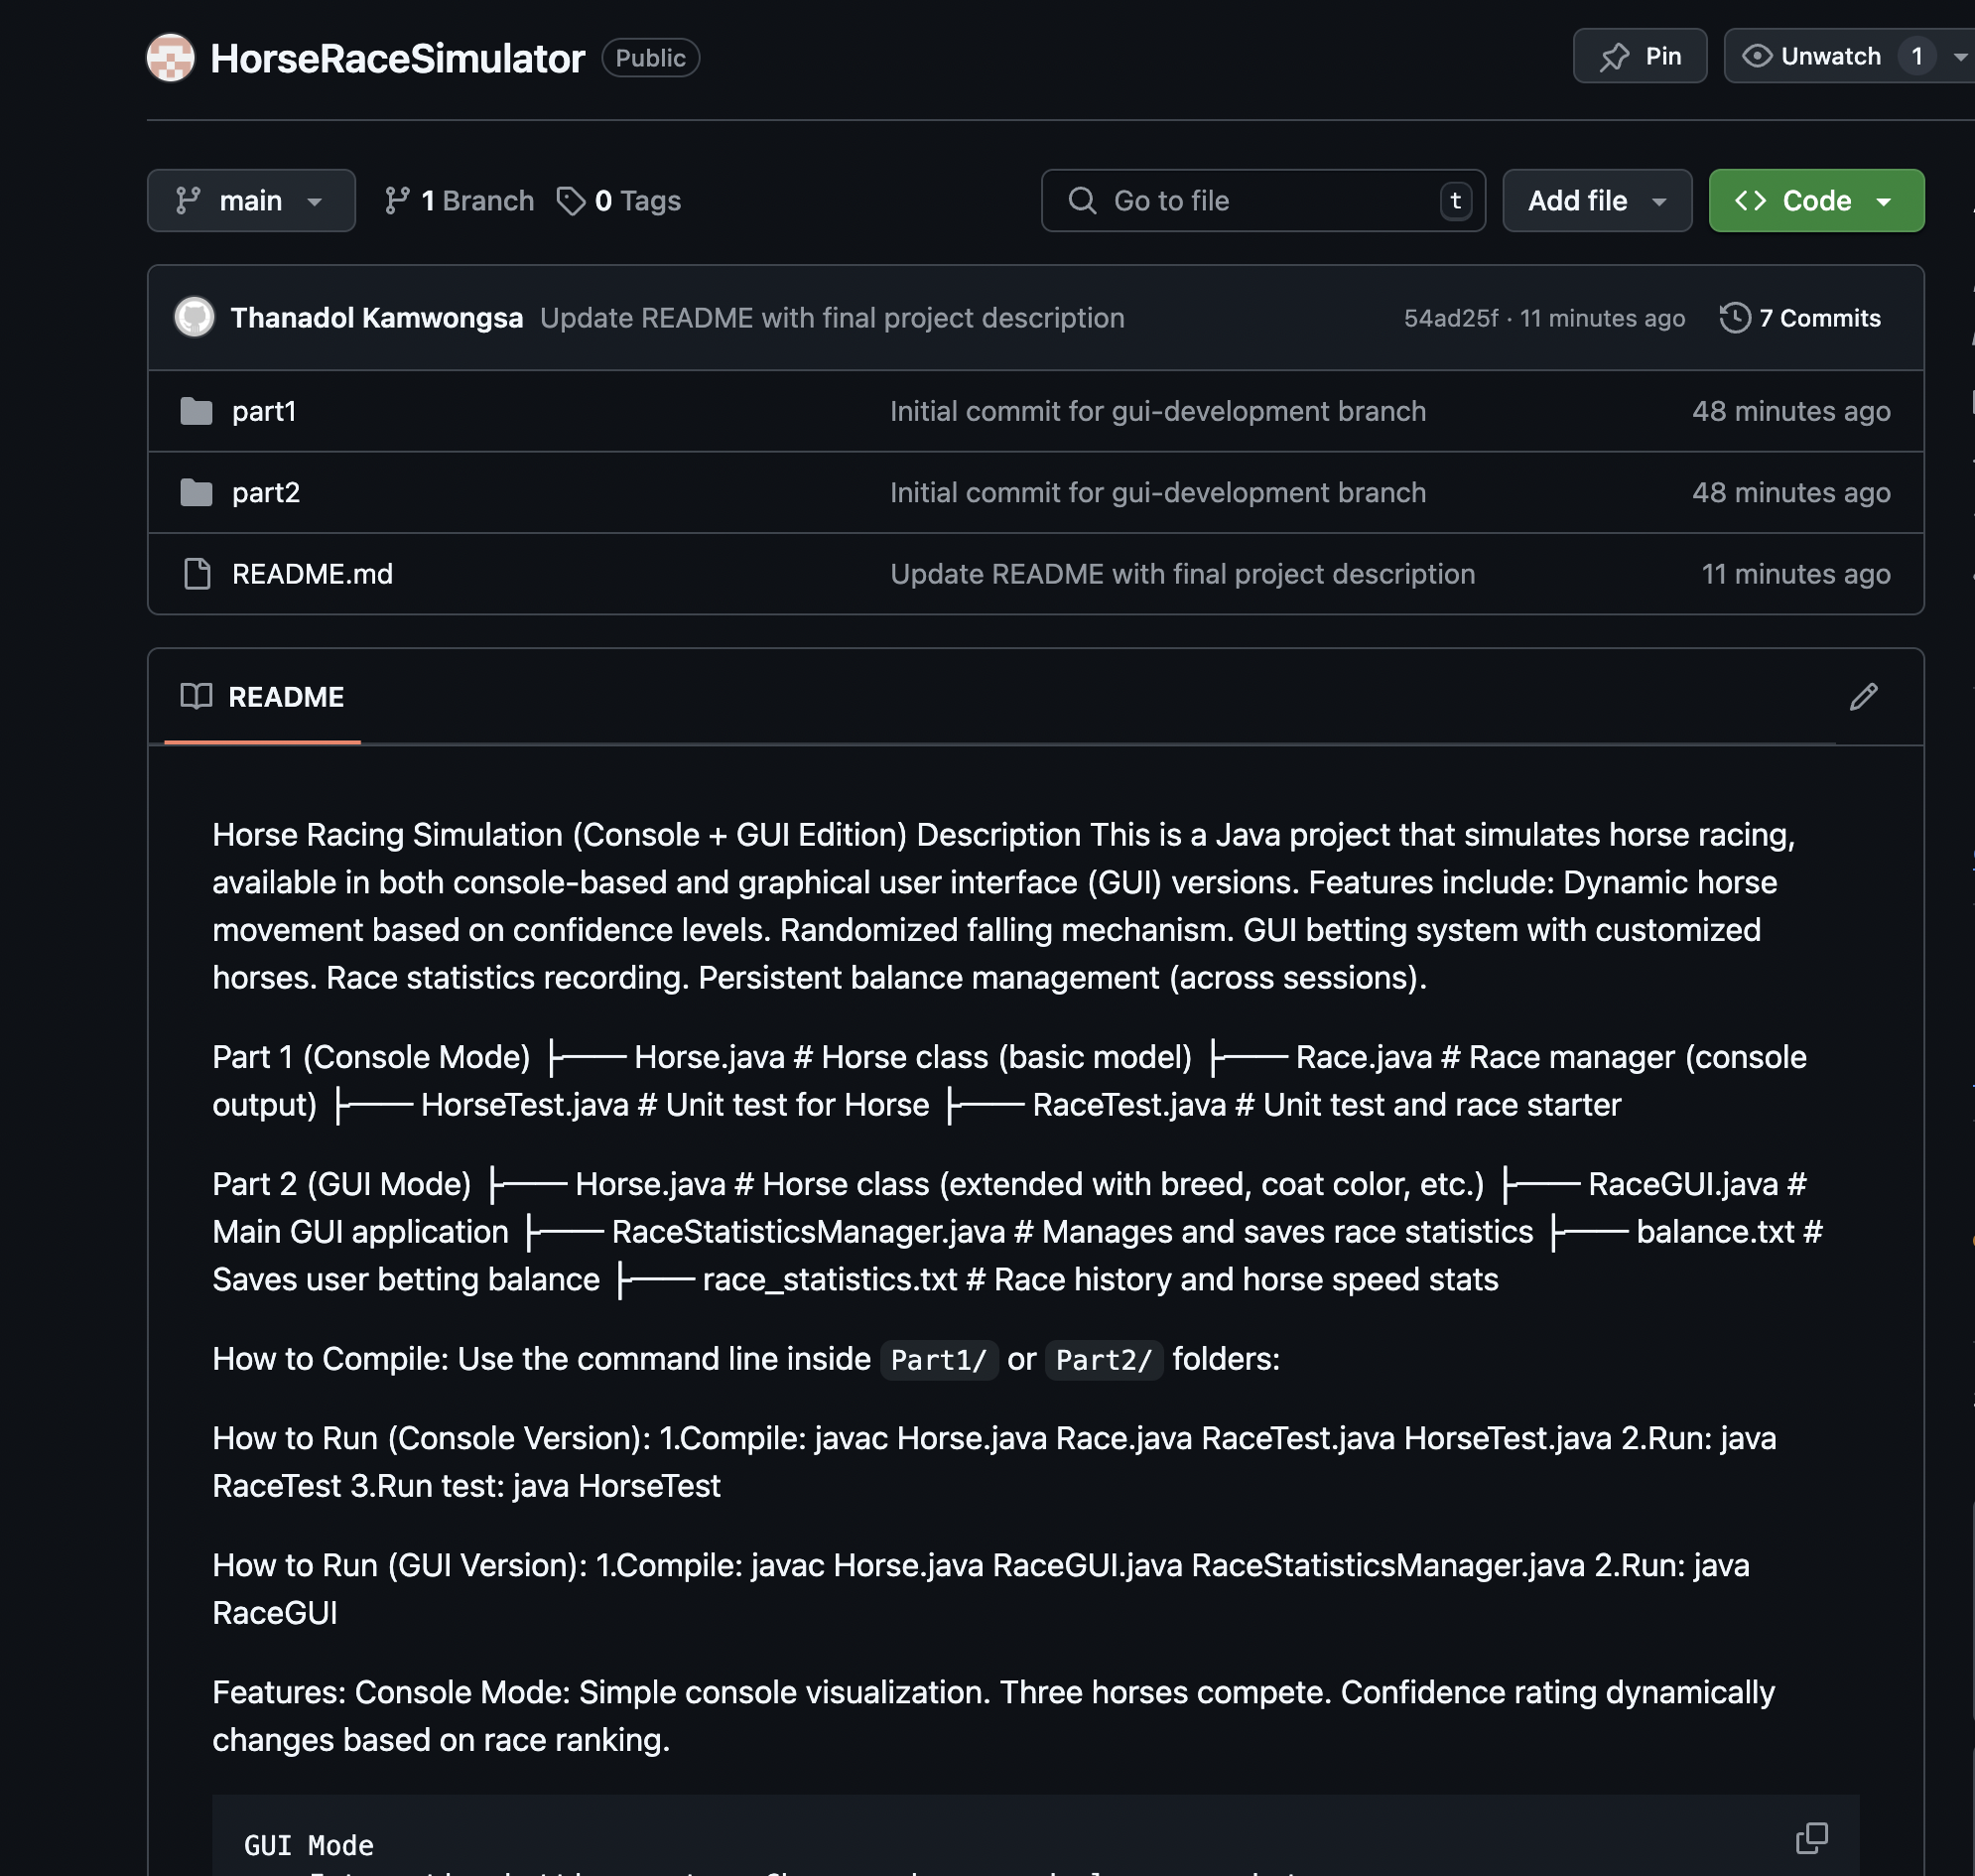 HorseRaceSimulator Public Pin Unwatch 1
main 1 Branch 0 Tags Go to file t Add file Code
Thanadol Kamwongsa Update README with final project description 54ad25f · 11 minutes ago 7 Commits
part1 Initial commit for gui-development branch 48 minutes ago
part2 Initial commit for gui-development branch 48 minutes ago
README.md Update README with final project description 11 minutes ago
README
Horse Racing Simulation (Console + GUI Edition) Description This is a Java project that simulates horse racing,
available in both console-based and graphical user interface (GUI) versions. Features include: Dynamic horse
movement based on confidence levels. Randomized falling mechanism. GUI betting system with customized
horses. Race statistics recording. Persistent balance management (across sessions).
Part 1 (Console Mode) ├── Horse.java # Horse class (basic model) ├── Race.java # Race manager (console
output) ├── HorseTest.java # Unit test for Horse ├── RaceTest.java # Unit test and race starter
Part 2 (GUI Mode) ├── Horse.java # Horse class (extended with breed, coat color, etc.) ├── RaceGUI.java #
Main GUI application ├── RaceStatisticsManager.java # Manages and saves race statistics ├── balance.txt #
Saves user betting balance ├── race_statistics.txt # Race history and horse speed stats
How to Compile: Use the command line inside Part1/ or Part2/ folders:
How to Run (Console Version): 1.Compile: javac Horse.java Race.java RaceTest.java HorseTest.java 2.Run: java
RaceTest 3.Run test: java HorseTest
How to Run (GUI Version): 1.Compile: javac Horse.java RaceGUI.java RaceStatisticsManager.java 2.Run: java
RaceGUI
Features: Console Mode: Simple console visualization. Three horses compete. Confidence rating dynamically
changes based on race ranking.
GUI Mode